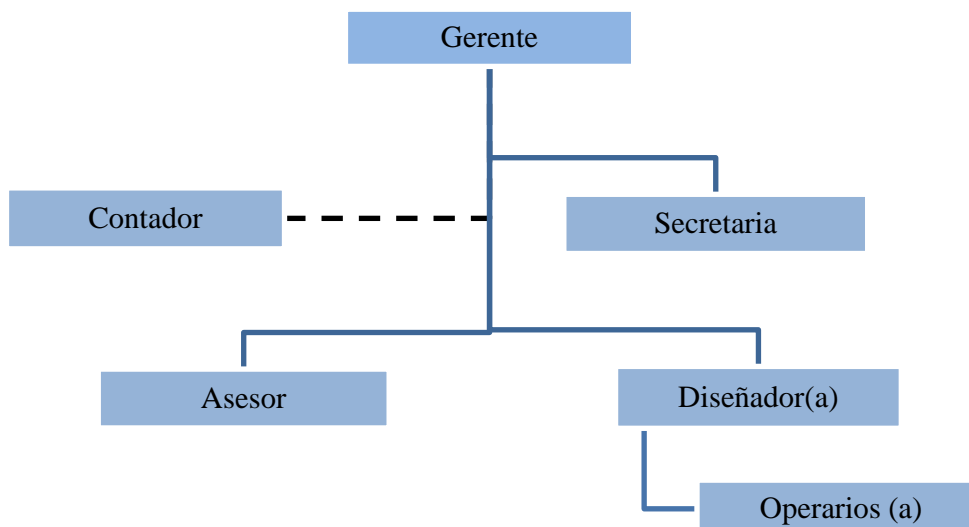 Gerente
Contador
Secretaria
Asesor
Diseñador(a)
Operarios (a)